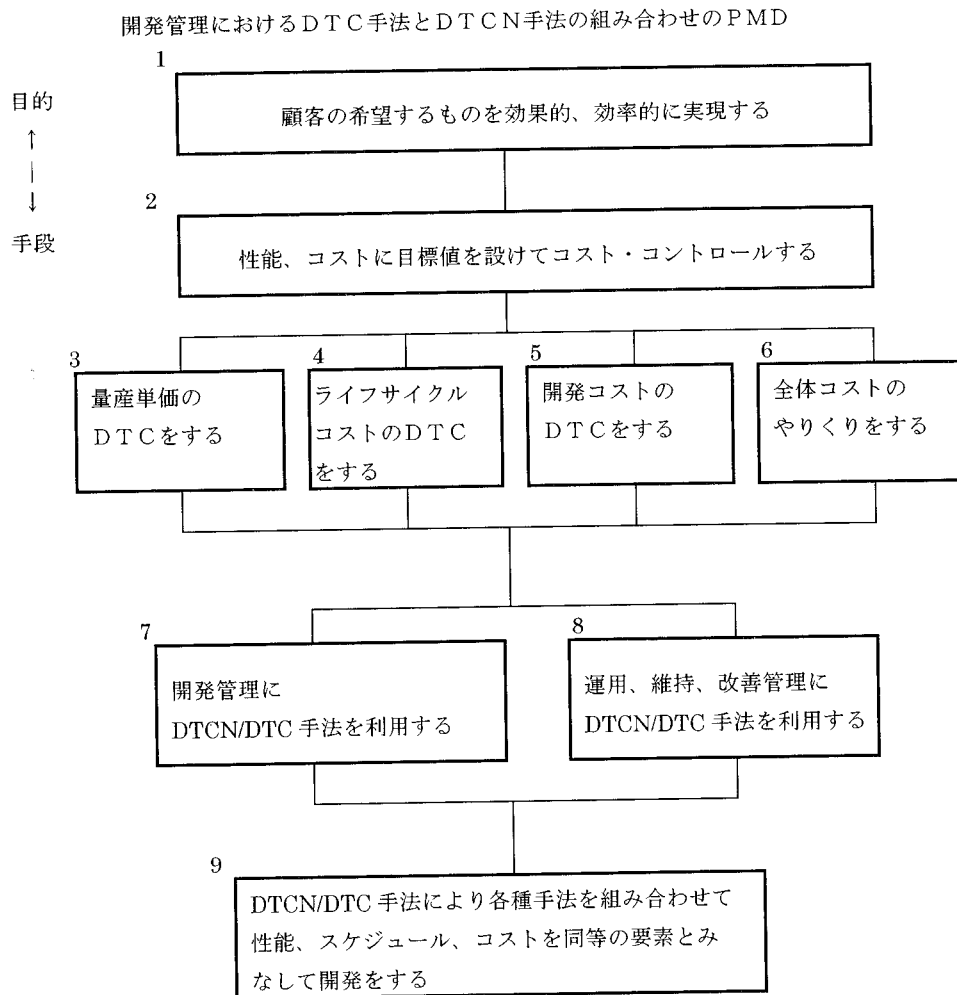 開発管理におけるDTC手法とDTCN手法の組み合わせのPMD
1
目的
↑
|
|
↓
手段
顧客の希望するものを効果的、効率的に実現する
2
性能、コストに目標値を設けてコスト・コントロールする
3
量産単価の
DTCをする
4
ライフサイクル
コストのDTC
をする
5
開発コストの
DTCをする
6
全体コストの
やりくりをする
7
開発管理に
DTCN/DTC 手法を利用する
8
運用、維持、改善管理に
DTCN/DTC 手法を利用する
9
DTCN/DTC 手法により各種手法を組み合わせて
性能、スケジュール、コストを同等の要素とみ
なして開発をする